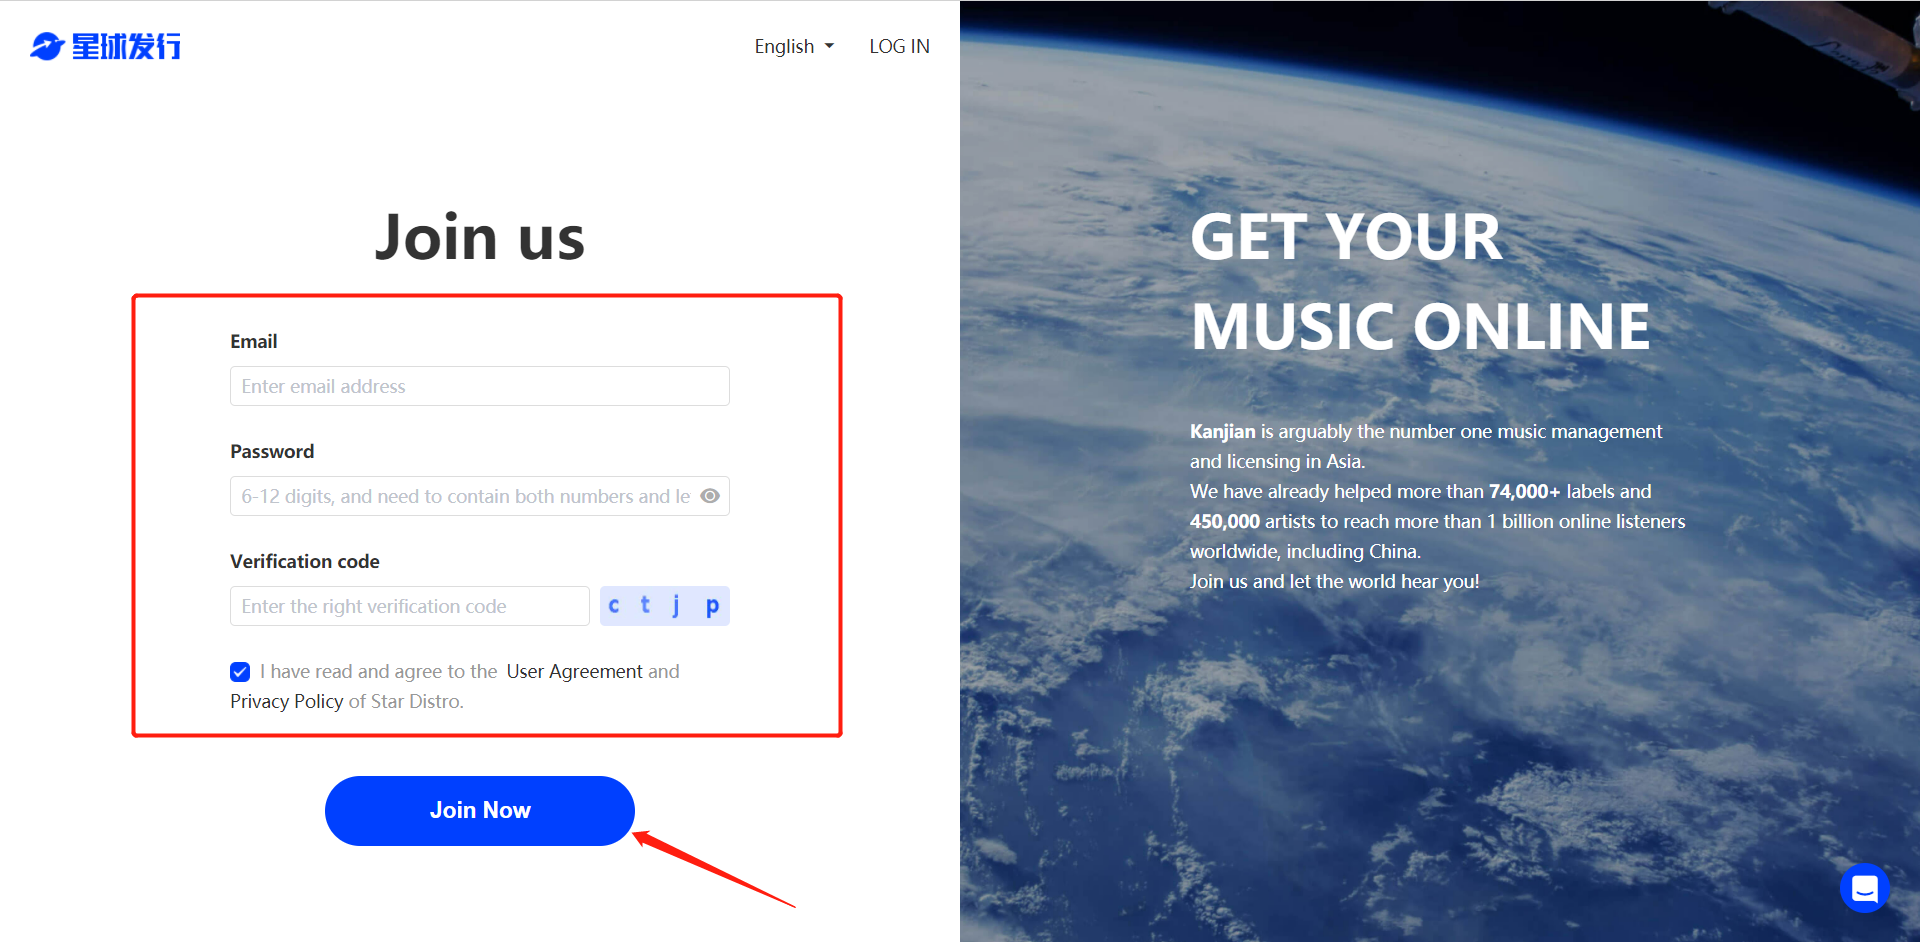 星球发行
English
LOG IN
Join us
Email
Enter email address
Password
6-12 digits, and need to contain both numbers and le
Verification code
Enter the right verification code
c t j p
I have read and agree to the User Agreement and
Privacy Policy of Star Distro.
Join Now
GET YOUR
MUSIC ONLINE
Kanjian is arguably the number one music management
and licensing in Asia.
We have already helped more than 74,000+ labels and
450,000 artists to reach more than 1 billion online listeners
worldwide, including China.
Join us and let the world hear you!